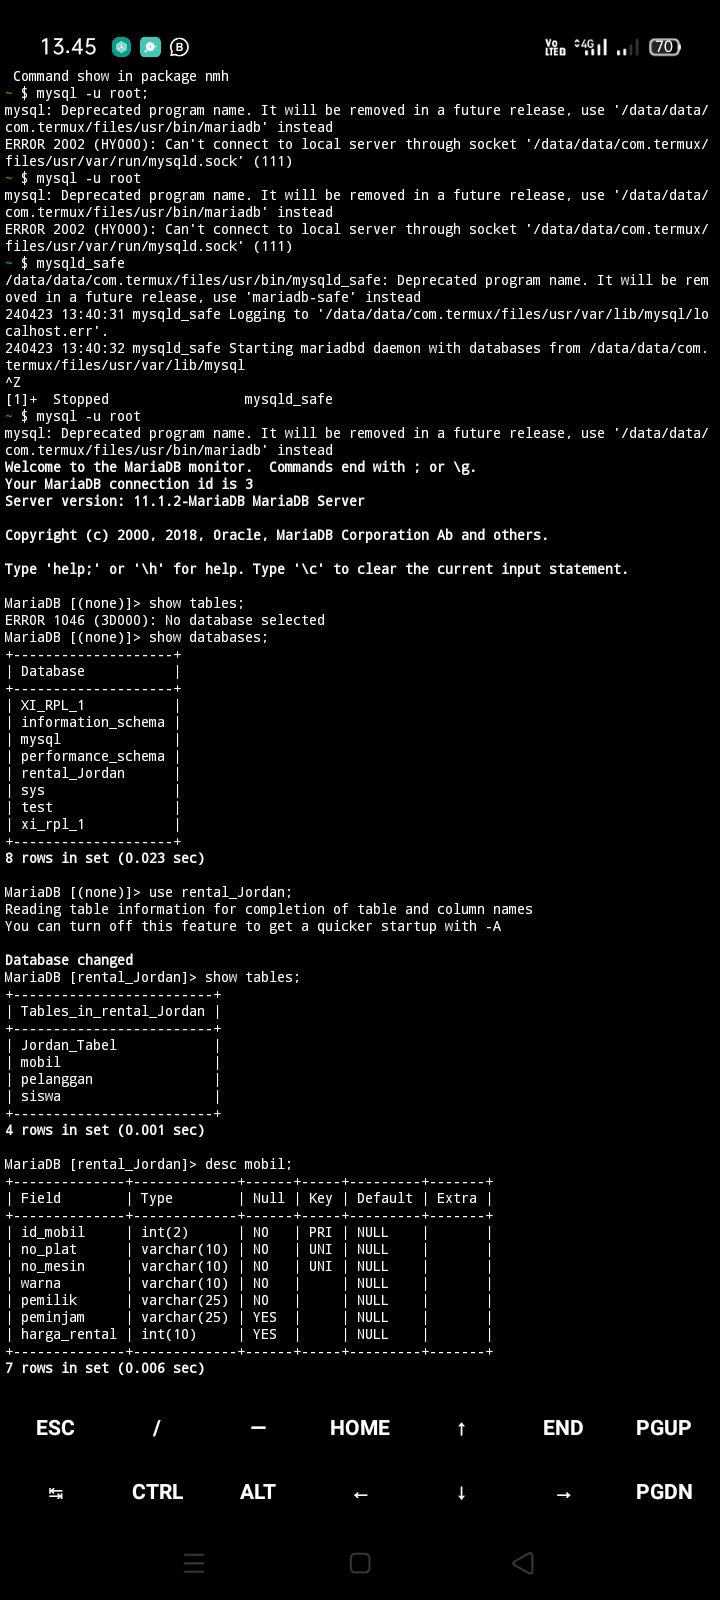 13.45 B Vo LTED 4G 70
Command show in package nmh
~ $ mysql -u root;
mysql: Deprecated program name. It will be removed in a future release, use '/data/data/
com.termux/files/usr/bin/mariadb' instead
ERROR 2002 (HY000): Can't connect to local server through socket '/data/data/com.termux/
files/usr/var/run/mysqld.sock' (111)
~ $ mysql -u root
mysql: Deprecated program name. It will be removed in a future release, use '/data/data/
com.termux/files/usr/bin/mariadb' instead
ERROR 2002 (HY000): Can't connect to local server through socket '/data/data/com.termux/
files/usr/var/run/mysqld.sock' (111)
~ $ mysqld_safe
/data/data/com.termux/files/usr/bin/mysqld_safe: Deprecated program name. It will be rem
oved in a future release, use 'mariadb-safe' instead
240423 13:40:31 mysqld_safe Logging to '/data/data/com.termux/files/usr/var/lib/mysql/lo
calhost.err'.
240423 13:40:32 mysqld_safe Starting mariadbd daemon with databases from /data/data/com.
termux/files/usr/var/lib/mysql
^Z
[1]+  Stopped                 mysqld_safe
~ $ mysql -u root
mysql: Deprecated program name. It will be removed in a future release, use '/data/data/
com.termux/files/usr/bin/mariadb' instead
Welcome to the MariaDB monitor.  Commands end with ; or \g.
Your MariaDB connection id is 3
Server version: 11.1.2-MariaDB MariaDB Server
Copyright (c) 2000, 2018, Oracle, MariaDB Corporation Ab and others.
Type 'help;' or '\h' for help. Type '\c' to clear the current input statement.
MariaDB [(none)]> show tables;
ERROR 1046 (3D000): No database selected
MariaDB [(none)]> show databases;
+--------------------+
| Database           |
+--------------------+
| XI_RPL_1           |
| information_schema |
| mysql              |
| performance_schema |
| rental_Jordan      |
| sys                |
| test               |
| xi_rpl_1           |
+--------------------+
8 rows in set (0.023 sec)
MariaDB [(none)]> use rental_Jordan;
Reading table information for completion of table and column names
You can turn off this feature to get a quicker startup with -A
Database changed
MariaDB [rental_Jordan]> show tables;
+-------------------------+
| Tables_in_rental_Jordan |
+-------------------------+
| Jordan_Tabel            |
| mobil                   |
| pelanggan               |
| siswa                   |
+-------------------------+
4 rows in set (0.001 sec)
MariaDB [rental_Jordan]> desc mobil;
+--------------+-------------+------+-----+---------+-------+
| Field        | Type        | Null | Key | Default | Extra |
+--------------+-------------+------+-----+---------+-------+
| id_mobil     | int(2)      | NO   | PRI | NULL    |       |
| no_plat      | varchar(10) | NO   | UNI | NULL    |       |
| no_mesin     | varchar(10) | NO   | UNI | NULL    |       |
| warna        | varchar(10) | NO   |     | NULL    |       |
| pemilik      | varchar(25) | NO   |     | NULL    |       |
| peminjam     | varchar(25) | YES  |     | NULL    |       |
| harga_rental | int(10)     | YES  |     | NULL    |       |
+--------------+-------------+------+-----+---------+-------+
7 rows in set (0.006 sec)
ESC / — HOME ↑ END PGUP
↹ CTRL ALT ← ↓ → PGDN